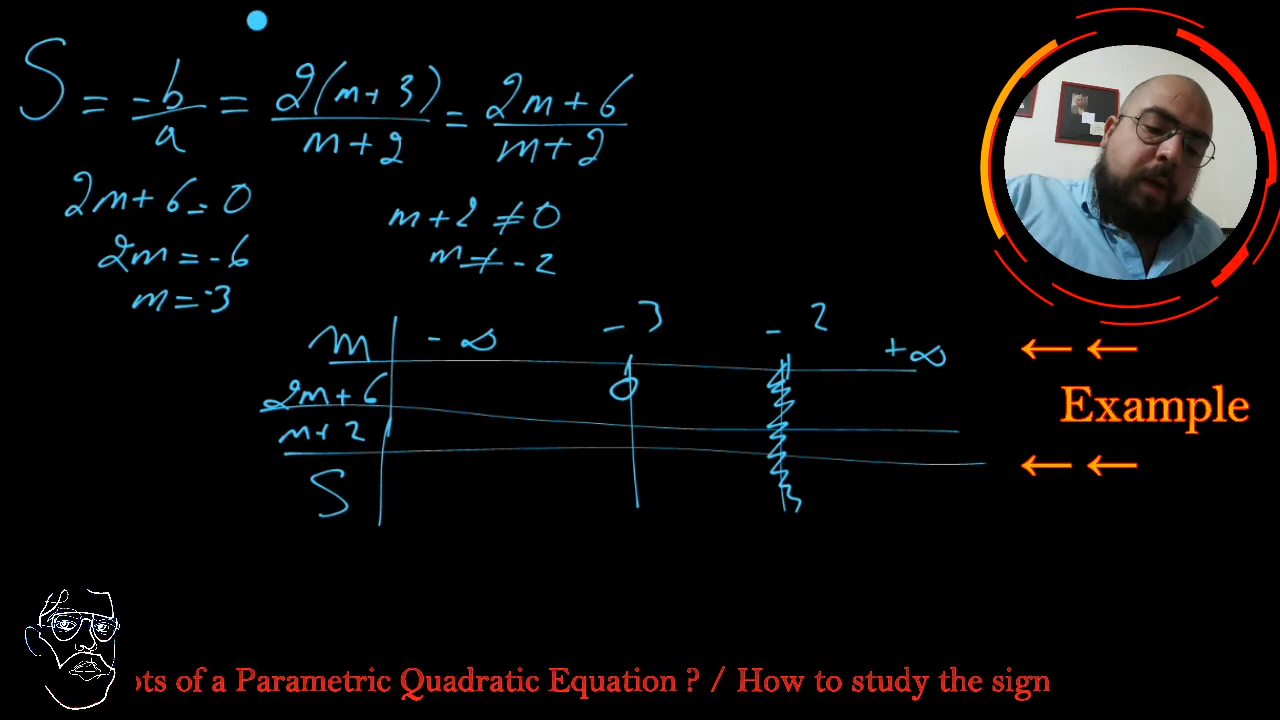 S = -b/a = 2(m+3)/m+2 = 2m+6/m+2
2m+6=0
m+2≠0
2m=-6
m≠-2
m=-3
m -∞ -3 -2 +∞
2m+6 0
m+2
S
←←
Example
←←
ots of a Parametric Quadratic Equation ? / How to study the sign